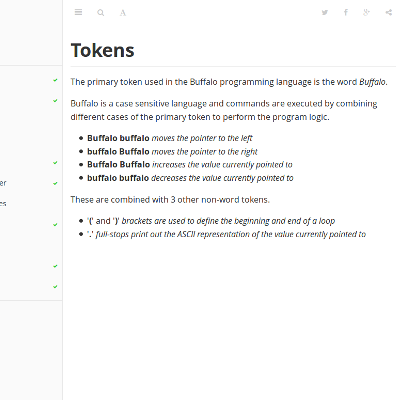 Tokens
The primary token used in the Buffalo programming language is the word Buffalo.
Buffalo is a case sensitive language and commands are executed by combining
different cases of the primary token to perform the program logic.
Buffalo buffalo moves the pointer to the left
buffalo Buffalo moves the pointer to the right
Buffalo Buffalo increases the value currently pointed to
buffalo buffalo decreases the value currently pointed to
These are combined with 3 other non-word tokens.
er
es
'(' and ')' brackets are used to define the beginning and end of a loop
'.' full-stops print out the ASCII representation of the value currently pointed to